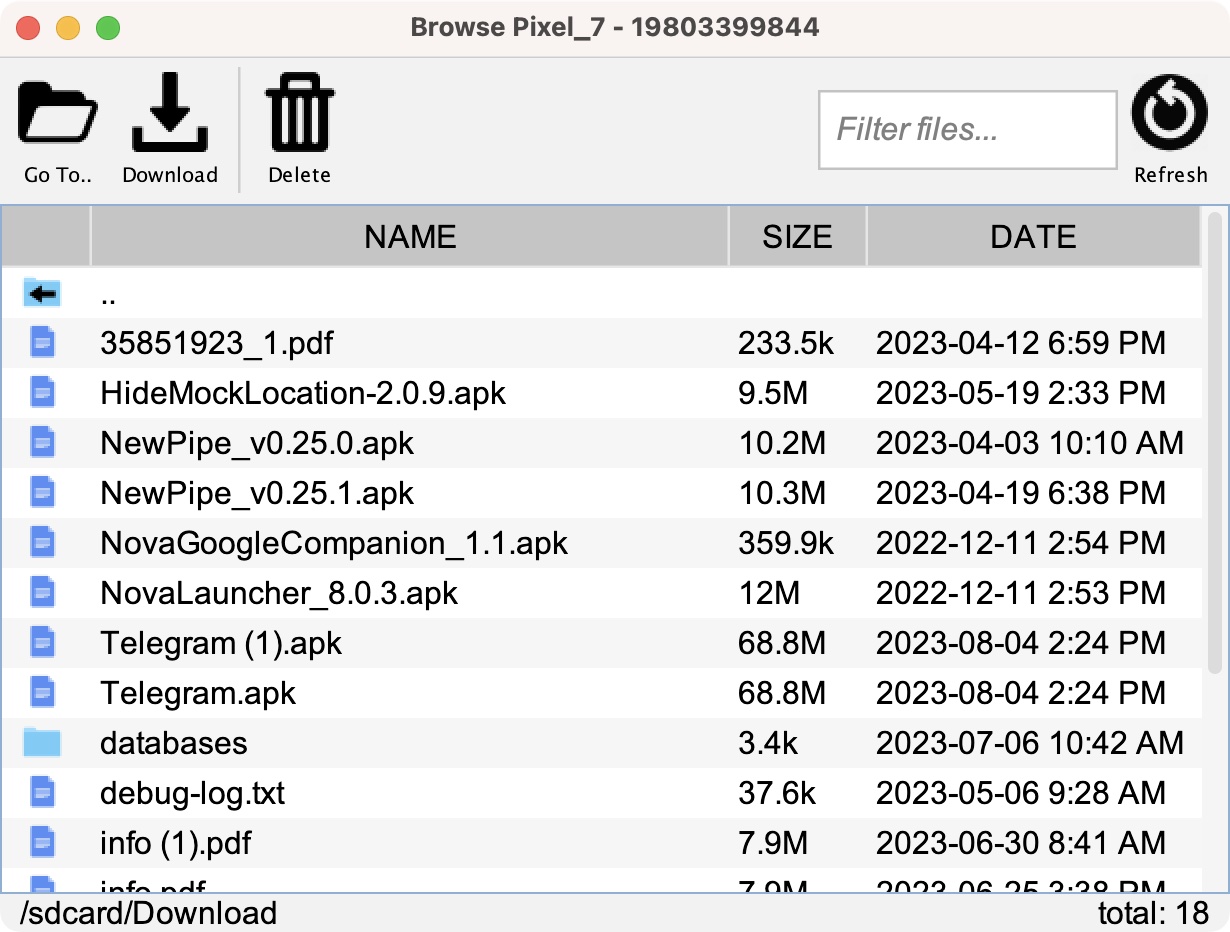 Browse Pixel_7 - 19803399844
Go To.. Download Delete Filter files... Refresh
NAME SIZE DATE
..
35851923_1.pdf 233.5k 2023-04-12 6:59 PM
HideMockLocation-2.0.9.apk 9.5M 2023-05-19 2:33 PM
NewPipe_v0.25.0.apk 10.2M 2023-04-03 10:10 AM
NewPipe_v0.25.1.apk 10.3M 2023-04-19 6:38 PM
NovaGoogleCompanion_1.1.apk 359.9k 2022-12-11 2:54 PM
NovaLauncher_8.0.3.apk 12M 2022-12-11 2:53 PM
Telegram (1).apk 68.8M 2023-08-04 2:24 PM
Telegram.apk 68.8M 2023-08-04 2:24 PM
databases 3.4k 2023-07-06 10:42 AM
debug-log.txt 37.6k 2023-05-06 9:28 AM
info (1).pdf 7.9M 2023-06-30 8:41 AM
info.pdf 7.9M 2023-06-25 3:38 PM
/sdcard/Download total: 18